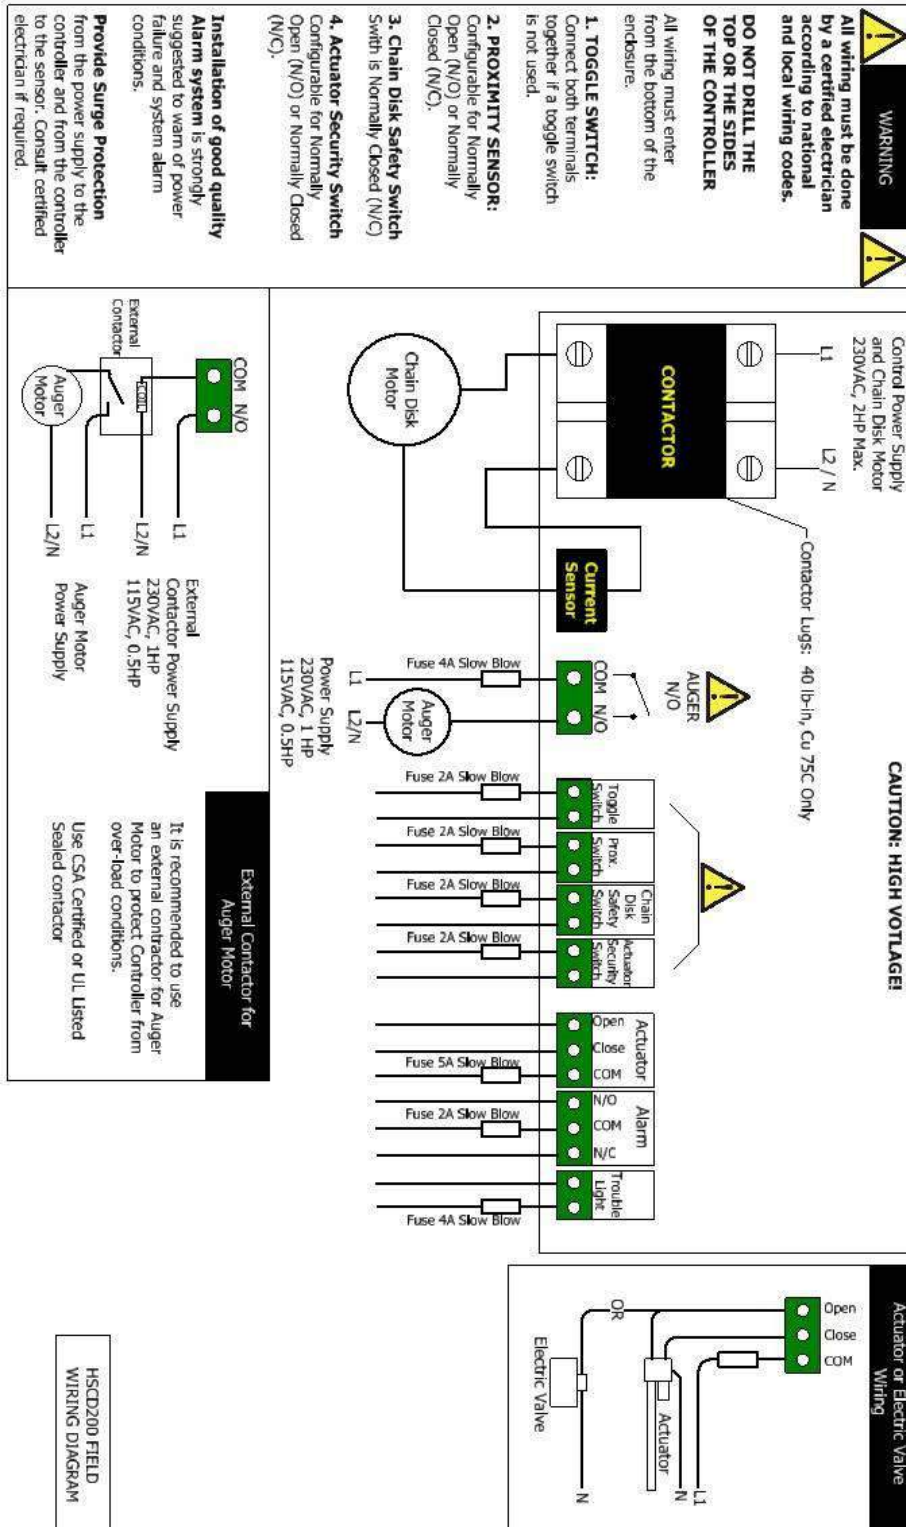 WARNING
All wiring must be done
by a certified electrician
according to national
and local wiring codes.
DO NOT DRILL THE
TOP OR THE SIDES
OF THE CONTROLLER
All wiring must enter
from the bottom of the
enclosure.
1. TOGGLE SWITCH:
Connect both terminals
together if a toggle switch
is not used.
2. PROXIMITY SENSOR:
Configurable for Normally
Open (N/O) or Normally
Closed (N/C).
3. Chain Disk Safety Switch
Swith is Normally Closed (N/C)
4. Actuator Security Switch
Configurable for Normally
Open (N/O) or Normally Closed
(N/C).
Installation of good quality
Alarm system is strongly
suggested to warn of power
failure and system alarm
conditions.
Provide Surge Protection
from the power supply to the
controller and from the controller
to the sensor. Consult certified
electrician if required.
Control Power Supply
and Chain Disk Motor
230VAC, 2HP Max.
CAUTION: HIGH VOTLAGE!
L1
L2 / N
Contactor Lugs: 40 lb-in, Cu 75C Only
CONTACTOR
Chain Disk
Motor
Current
Sensor
AUGER
N/O
COM N/O
Fuse 4A Slow Blow
Auger
Motor
L1
L2/N
Power Supply
230VAC, 1 HP
115VAC, 0.5HP
Toggle
Switch
Fuse 2A Slow Blow
Prox.
Switch
Fuse 2A Slow Blow
Chain
Disk
Safety
Switch
Fuse 2A Slow Blow
Actuator
Security
Switch
Fuse 2A Slow Blow
Actuator
Open
Close
COM
Fuse 5A Slow Blow
Alarm
N/O
COM
N/C
Fuse 2A Slow Blow
Trouble
Light
Fuse 4A Slow Blow
COM N/O
External
Contactor
COIL
Auger
Motor
L1
L2/N
L1
L2/N
External
Contactor Power Supply
230VAC, 1HP
115VAC, 0.5HP
Auger Motor
Power Supply
External Contactor for
Auger Motor
It is recommended to use
an external contractor for Auger
Motor to protect Controller from
over-load conditions.
Use CSA Certified or UL Listed
Sealed contactor
Actuator or Electric Valve
Wiring
Open
Close
COM
OR
Actuator
L1
N
Electric Valve
N
HSCD200 FIELD
WIRING DIAGRAM